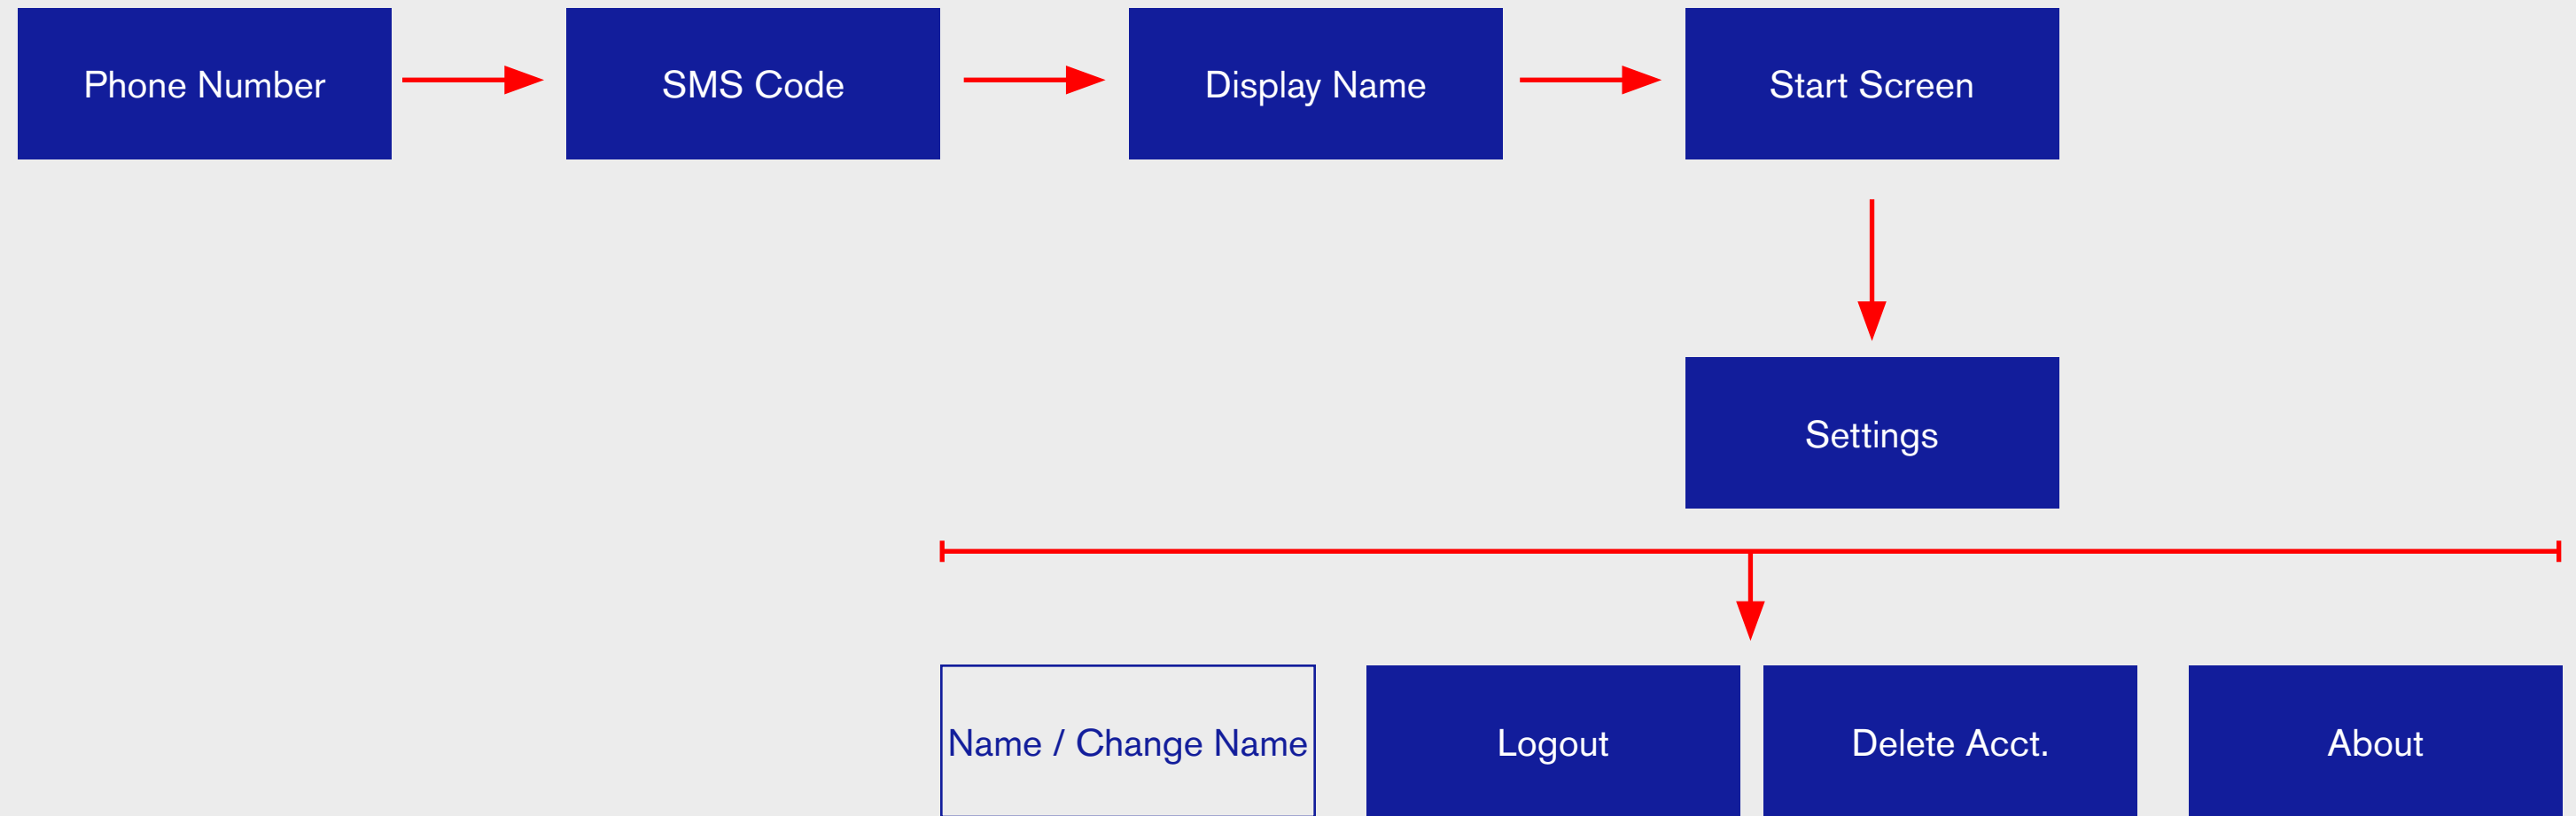 Phone Number
SMS Code
Display Name
Start Screen
Settings
Name / Change Name
Logout
Delete Acct.
About